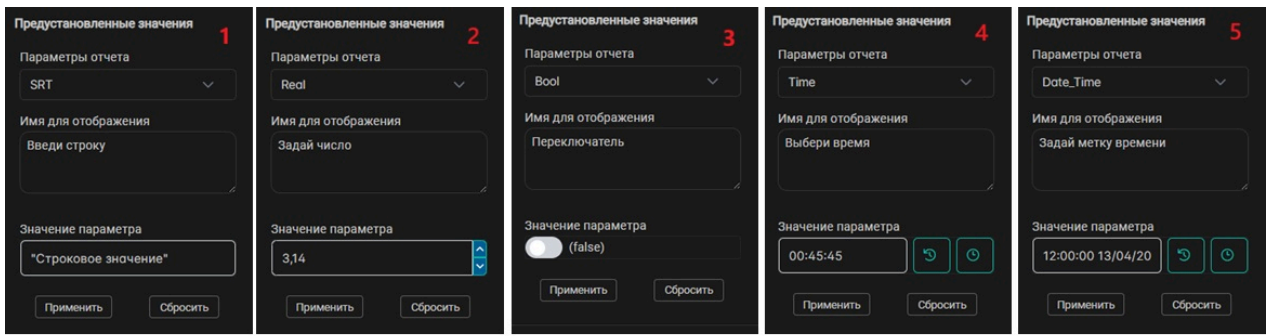 Предустановленные значения
1
Параметры отчета
SRT
Имя для отображения
Введи строку
Значение параметра
"Строковое значение"
Применить Сбросить
Предустановленные значения
2
Параметры отчета
Real
Имя для отображения
Задай число
Значение параметра
3,14
Применить Сбросить
Предустановленные значения
3
Параметры отчета
Bool
Имя для отображения
Переключатель
Значение параметра
(false)
Применить Сбросить
Предустановленные значения
4
Параметры отчета
Time
Имя для отображения
Выбери время
Значение параметра
00:45:45
Применить Сбросить
Предустановленные значения
5
Параметры отчета
Date_Time
Имя для отображения
Задай метку времени
Значение параметра
12:00:00 13/04/20
Применить Сбросить